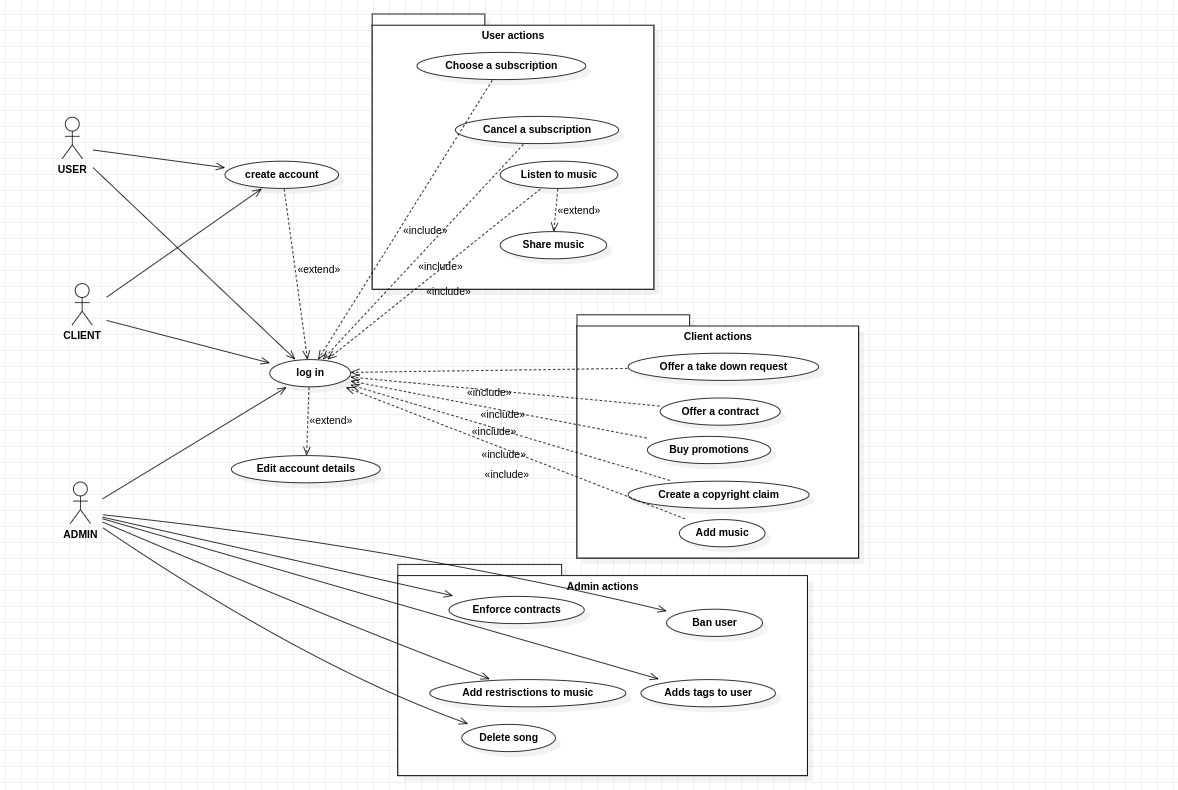 User actions
Choose a subscription
Cancel a subscription
Listen to music
«extend»
Share music
«include»
«include»
«include»
USER
create account
«extend»
CLIENT
log in
«extend»
Edit account details
Client actions
Offer a take down request
Offer a contract
Buy promotions
Create a copyright claim
Add music
«include»
«include»
«include»
«include»
«include»
ADMIN
Admin actions
Enforce contracts
Ban user
Add restrisctions to music
Adds tags to user
Delete song